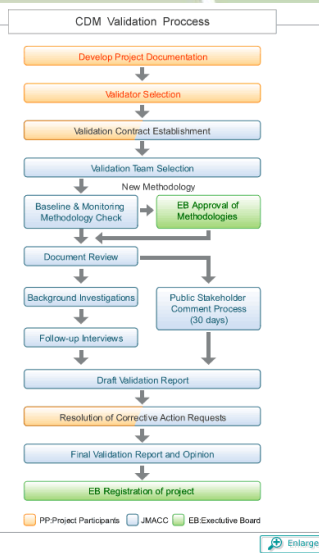 CDM Validation Proccess
Develop Project Documentation
Validator Selection
Validation Contract Establishment
Validation Team Selection
New Methodology
Baseline & Monitoring
Methodology Check
EB Approval of
Methodologies
Document Review
Background Investigations
Public Stakeholder
Comment Process
(30 days)
Follow-up Interviews
Draft Validation Report
Resolution of Corrective Action Requests
Final Validation Report and Opinion
EB Registration of project
PP:Project Participants
JMACC
EB:Exectutive Board
Enlarge